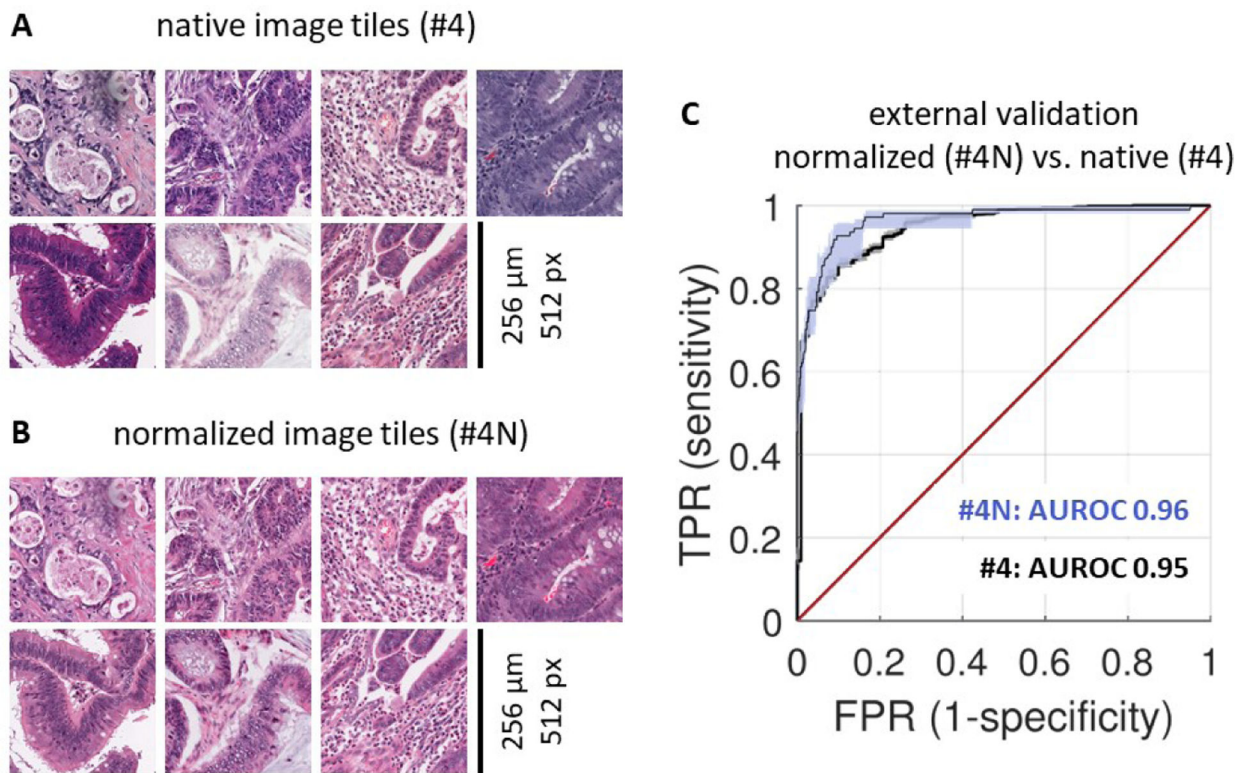 A
native image tiles (#4)
256 µm
512 px
B
normalized image tiles (#4N)
256 µm
512 px
C
external validation
normalized (#4N) vs. native (#4)
TPR (sensitivity)
1
0.8
0.6
0.4
0.2
0
#4N: AUROC 0.96
#4: AUROC 0.95
0 0.2 0.4 0.6 0.8 1
FPR (1-specificity)